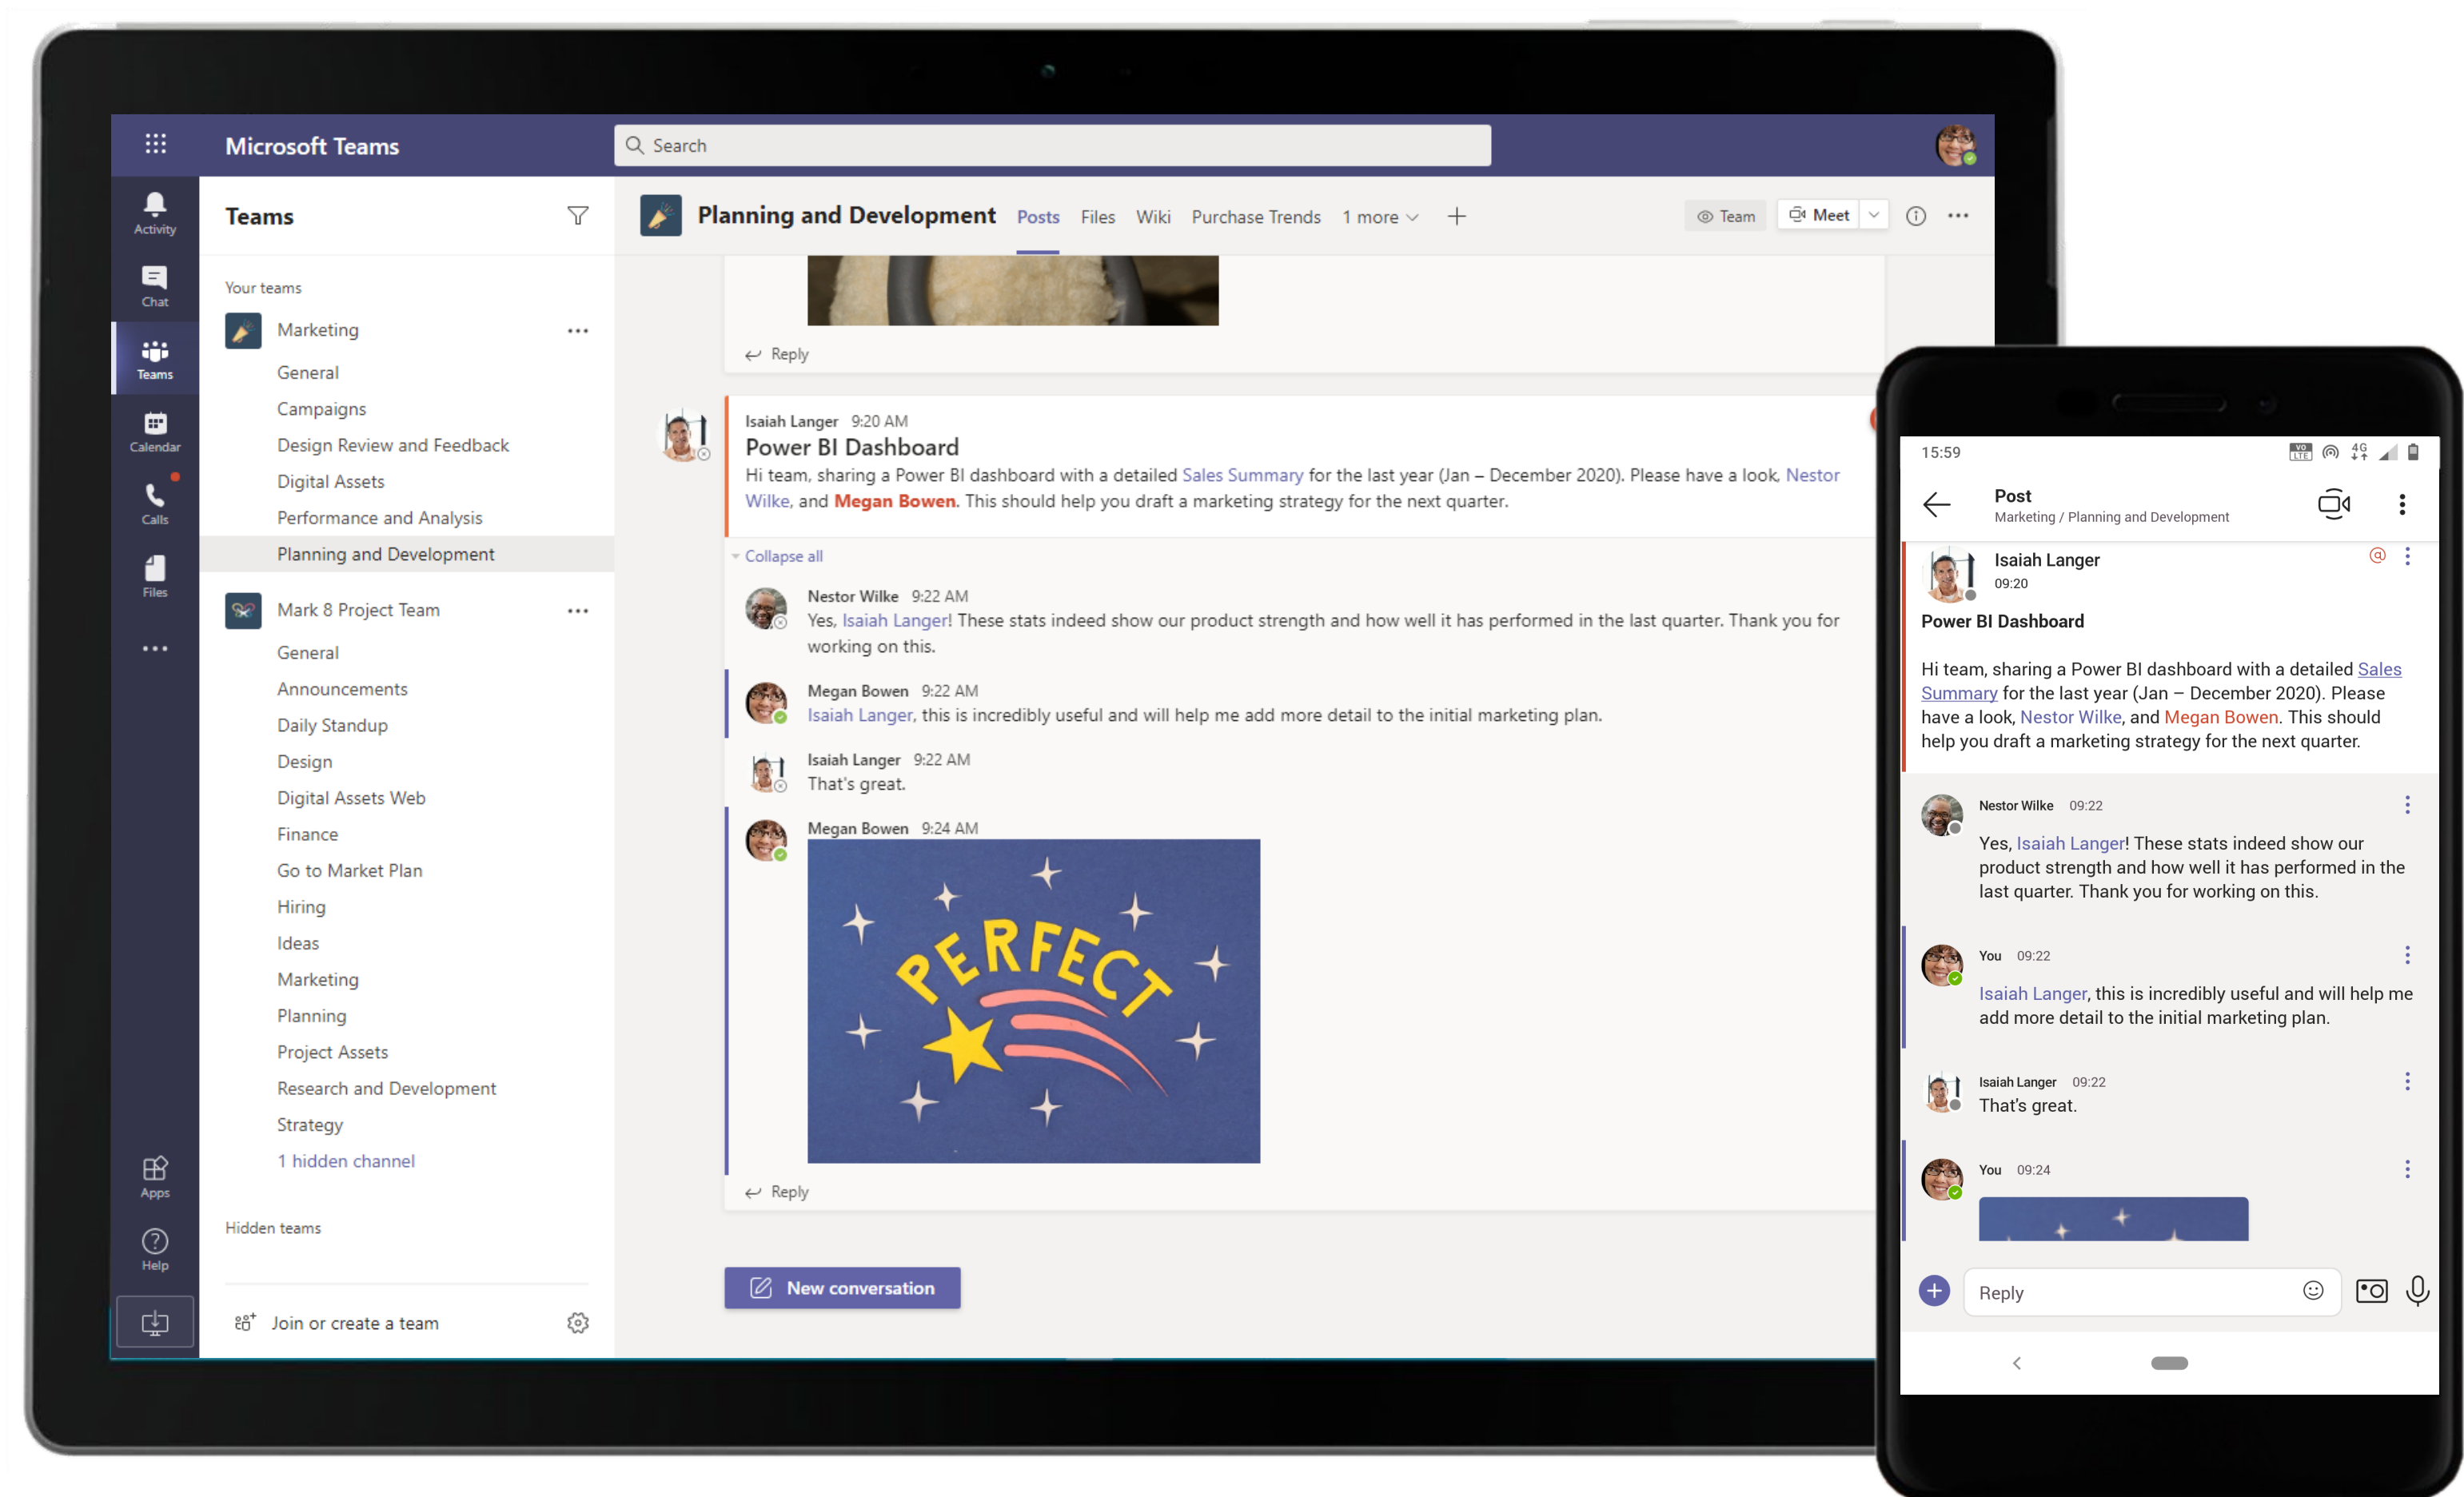 Microsoft Teams
Search
Activity
Chat
Teams
Calendar
Calls
Files
Apps
Help
Teams
Your teams
Marketing
General
Campaigns
Design Review and Feedback
Digital Assets
Performance and Analysis
Planning and Development
Mark 8 Project Team
General
Announcements
Daily Standup
Design
Digital Assets Web
Finance
Go to Market Plan
Hiring
Ideas
Marketing
Planning
Project Assets
Research and Development
Strategy
1 hidden channel
Hidden teams
Join or create a team
Planning and Development Posts Files Wiki Purchase Trends 1 more
Team Meet
Reply
Isaiah Langer 9:20 AM
Power BI Dashboard
Hi team, sharing a Power BI dashboard with a detailed Sales Summary for the last year (Jan – December 2020). Please have a look, Nestor
Wilke, and Megan Bowen. This should help you draft a marketing strategy for the next quarter.
Collapse all
Nestor Wilke 9:22 AM
Yes, Isaiah Langer! These stats indeed show our product strength and how well it has performed in the last quarter. Thank you for
working on this.
Megan Bowen 9:22 AM
Isaiah Langer, this is incredibly useful and will help me add more detail to the initial marketing plan.
Isaiah Langer 9:22 AM
That's great.
Megan Bowen 9:24 AM
PERFECT
Reply
New conversation
15:59
VO LTE 4G
Post
Marketing / Planning and Development
Isaiah Langer
@
09:20
Power BI Dashboard
Hi team, sharing a Power BI dashboard with a detailed Sales
Summary for the last year (Jan – December 2020). Please
have a look, Nestor Wilke, and Megan Bowen. This should
help you draft a marketing strategy for the next quarter.
Nestor Wilke 09:22
Yes, Isaiah Langer! These stats indeed show our
product strength and how well it has performed in the
last quarter. Thank you for working on this.
You 09:22
Isaiah Langer, this is incredibly useful and will help me
add more detail to the initial marketing plan.
Isaiah Langer 09:22
That's great.
You 09:24
Reply